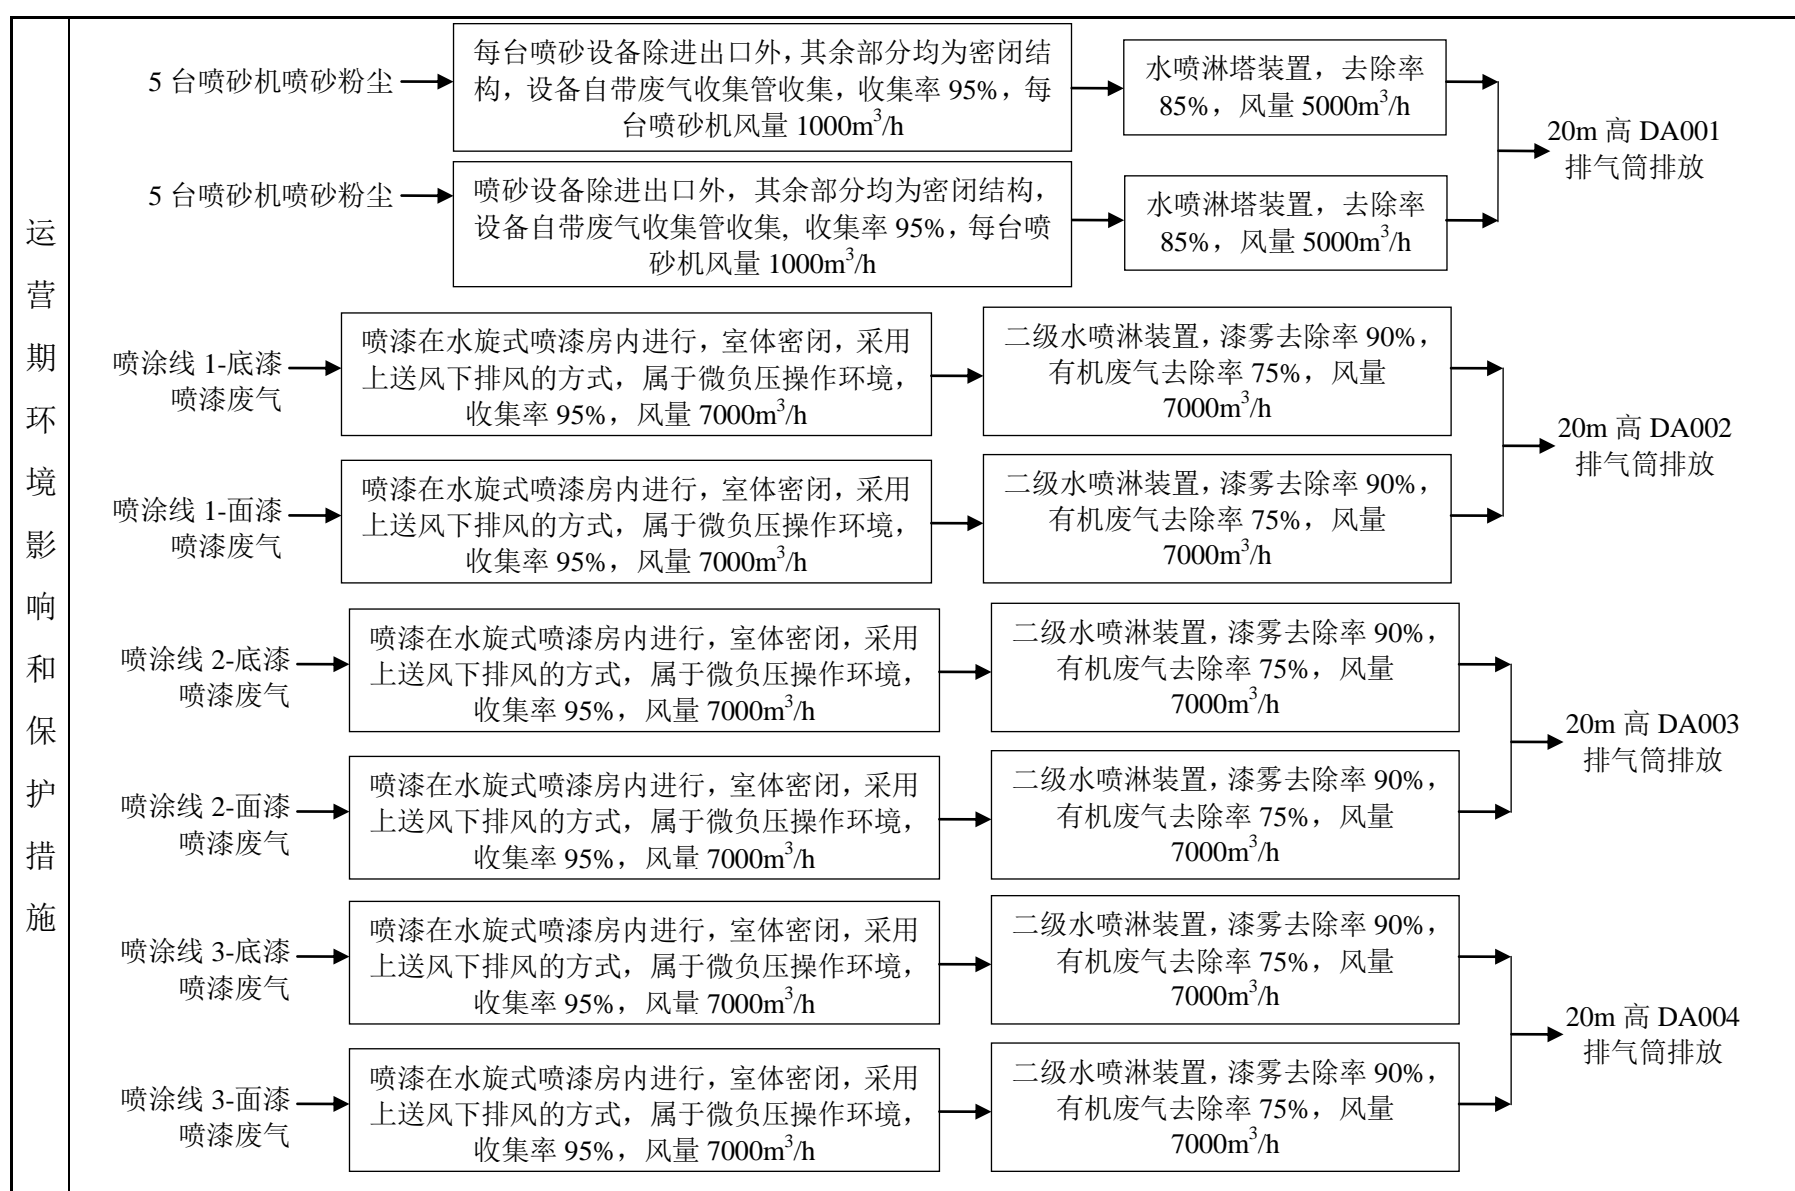 运营期环境影响和保护措施
5 台喷砂机喷砂粉尘
每台喷砂设备除进出口外，其余部分均为密闭结
构，设备自带废气收集管收集，收集率 95%，每
台喷砂机风量 1000m³/h
水喷淋塔装置，去除率
85%，风量 5000m³/h
20m 高 DA001
排气筒排放
5 台喷砂机喷砂粉尘
喷砂设备除进出口外，其余部分均为密闭结构，
设备自带废气收集管收集, 收集率 95%，每台喷
砂机风量 1000m³/h
水喷淋塔装置，去除率
85%，风量 5000m³/h
喷涂线 1-底漆
喷漆废气
喷漆在水旋式喷漆房内进行，室体密闭，采用
上送风下排风的方式，属于微负压操作环境，
收集率 95%，风量 7000m³/h
二级水喷淋装置，漆雾去除率 90%，
有机废气去除率 75%，风量
7000m³/h
20m 高 DA002
排气筒排放
喷涂线 1-面漆
喷漆废气
喷漆在水旋式喷漆房内进行，室体密闭，采用
上送风下排风的方式，属于微负压操作环境，
收集率 95%，风量 7000m³/h
二级水喷淋装置，漆雾去除率 90%，
有机废气去除率 75%，风量
7000m³/h
喷涂线 2-底漆
喷漆废气
喷漆在水旋式喷漆房内进行，室体密闭，采用
上送风下排风的方式，属于微负压操作环境，
收集率 95%，风量 7000m³/h
二级水喷淋装置，漆雾去除率 90%，
有机废气去除率 75%，风量
7000m³/h
20m 高 DA003
排气筒排放
喷涂线 2-面漆
喷漆废气
喷漆在水旋式喷漆房内进行，室体密闭，采用
上送风下排风的方式，属于微负压操作环境，
收集率 95%，风量 7000m³/h
二级水喷淋装置，漆雾去除率 90%，
有机废气去除率 75%，风量
7000m³/h
喷涂线 3-底漆
喷漆废气
喷漆在水旋式喷漆房内进行，室体密闭，采用
上送风下排风的方式，属于微负压操作环境，
收集率 95%，风量 7000m³/h
二级水喷淋装置，漆雾去除率 90%，
有机废气去除率 75%，风量
7000m³/h
20m 高 DA004
排气筒排放
喷涂线 3-面漆
喷漆废气
喷漆在水旋式喷漆房内进行，室体密闭，采用
上送风下排风的方式，属于微负压操作环境，
收集率 95%，风量 7000m³/h
二级水喷淋装置，漆雾去除率 90%，
有机废气去除率 75%，风量
7000m³/h